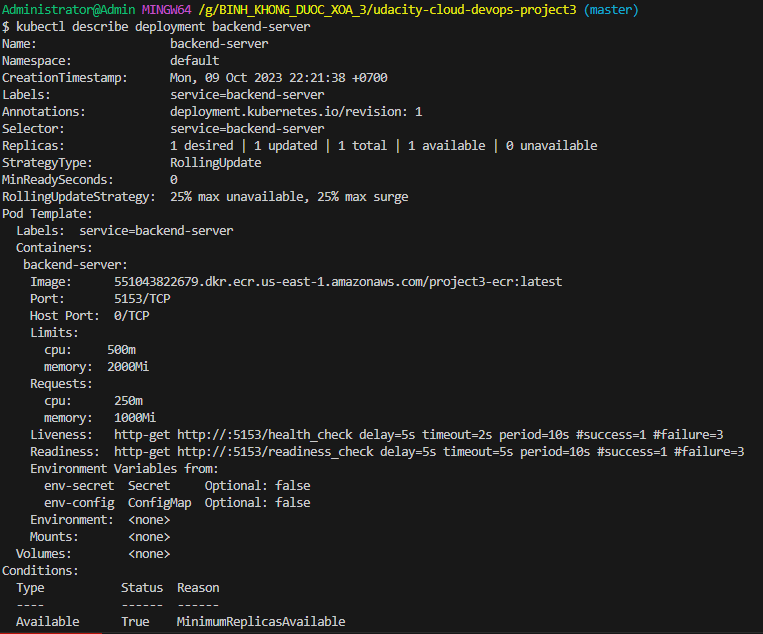 Administrator@Admin MINGW64 /g/BINH_KHONG_DUOC_XOA_3/udacity-cloud-devops-project3 (master)
$ kubectl describe deployment backend-server
Name:                   backend-server
Namespace:              default
CreationTimestamp:      Mon, 09 Oct 2023 22:21:38 +0700
Labels:                 service=backend-server
Annotations:            deployment.kubernetes.io/revision: 1
Selector:               service=backend-server
Replicas:               1 desired | 1 updated | 1 total | 1 available | 0 unavailable
StrategyType:           RollingUpdate
MinReadySeconds:        0
RollingUpdateStrategy:  25% max unavailable, 25% max surge
Pod Template:
  Labels:  service=backend-server
  Containers:
   backend-server:
    Image:      551043822679.dkr.ecr.us-east-1.amazonaws.com/project3-ecr:latest
    Port:       5153/TCP
    Host Port:  0/TCP
    Limits:
      cpu:     500m
      memory:  2000Mi
    Requests:
      cpu:      250m
      memory:   1000Mi
    Liveness:   http-get http://:5153/health_check delay=5s timeout=2s period=10s #success=1 #failure=3
    Readiness:  http-get http://:5153/readiness_check delay=5s timeout=5s period=10s #success=1 #failure=3
    Environment Variables from:
      env-secret  Secret     Optional: false
      env-config  ConfigMap  Optional: false
    Environment:  <none>
    Mounts:       <none>
  Volumes:        <none>
Conditions:
  Type           Status  Reason
  ----           ------  ------
  Available      True    MinimumReplicasAvailable